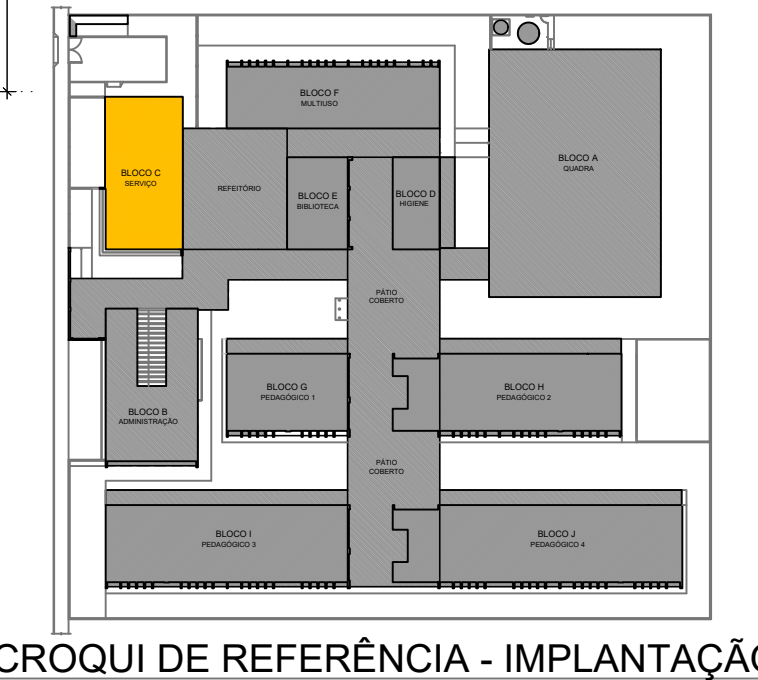 BLOCO F
MULTIUSO
BLOCO A
QUADRA
BLOCO C
SERVIÇO
REFEITÓRIO
BLOCO E
BIBLIOTECA
BLOCO D
HIGIENE
PÁTIO
COBERTO
BLOCO G
PEDAGÓGICO 1
BLOCO H
PEDAGÓGICO 2
BLOCO B
ADMINISTRAÇÃO
PÁTIO
COBERTO
BLOCO I
PEDAGÓGICO 3
BLOCO J
PEDAGÓGICO 4
CROQUI DE REFERÊNCIA - IMPLANTAÇÃO